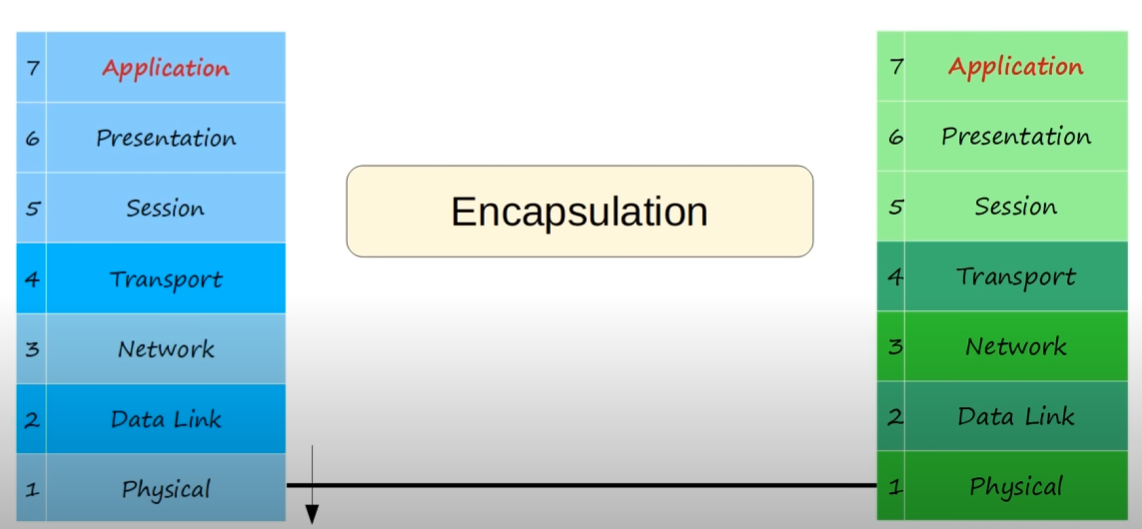 7 Application
6 Presentation
5 Session
4 Transport
3 Network
2 Data Link
1 Physical
Encapsulation
7 Application
6 Presentation
5 Session
4 Transport
3 Network
2 Data Link
1 Physical